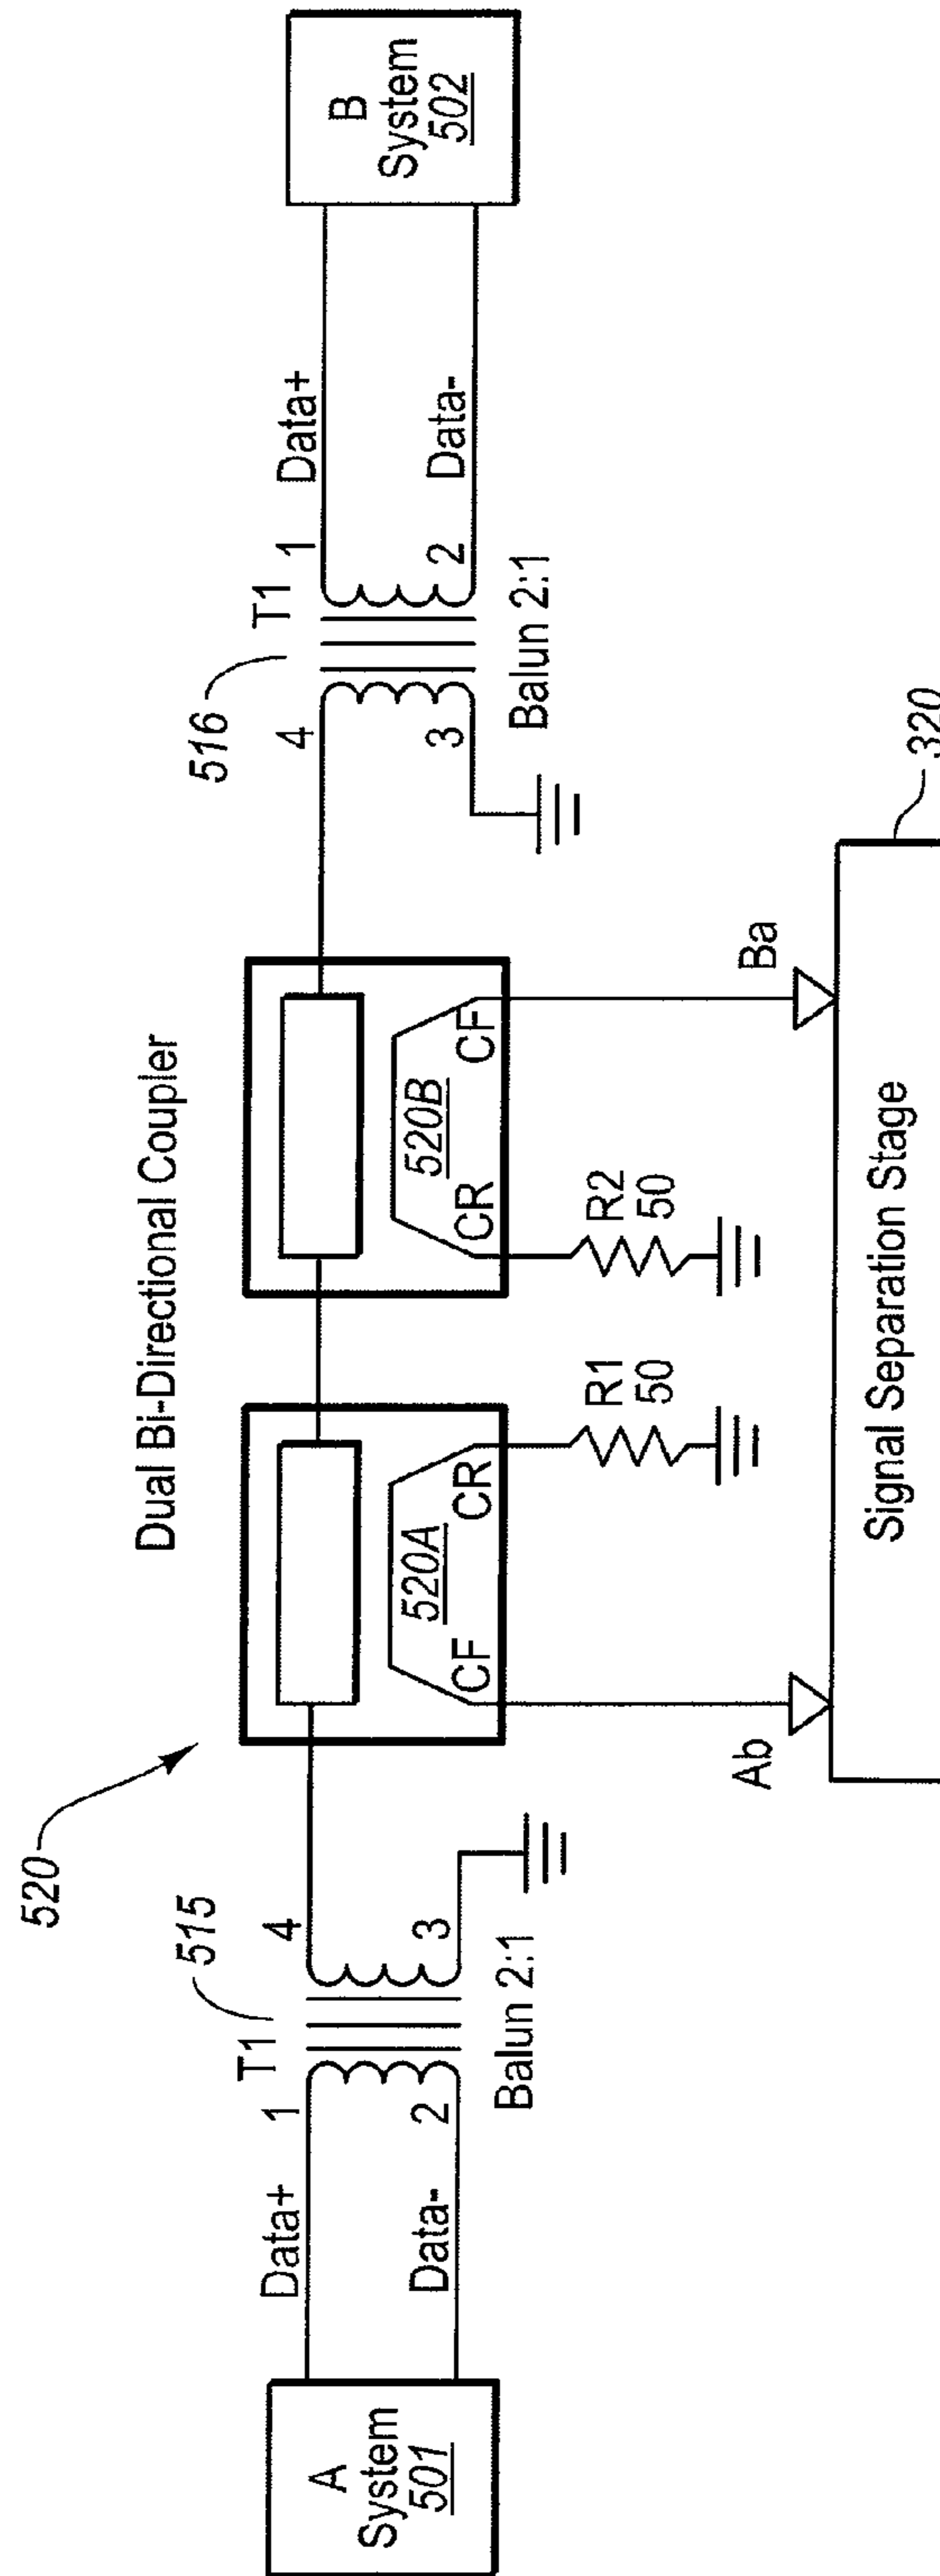 Dual Bi-Directional Coupler
520
515
516
A
System
501
Data+
Data-
T1
1
2
4
3
Balun 2:1
520A
CF
CR
R1
50
520B
CR
CF
R2
50
T1
4
3
1
2
Balun 2:1
Data+
Data-
B
System
502
Ab
Ba
Signal Separation Stage
320